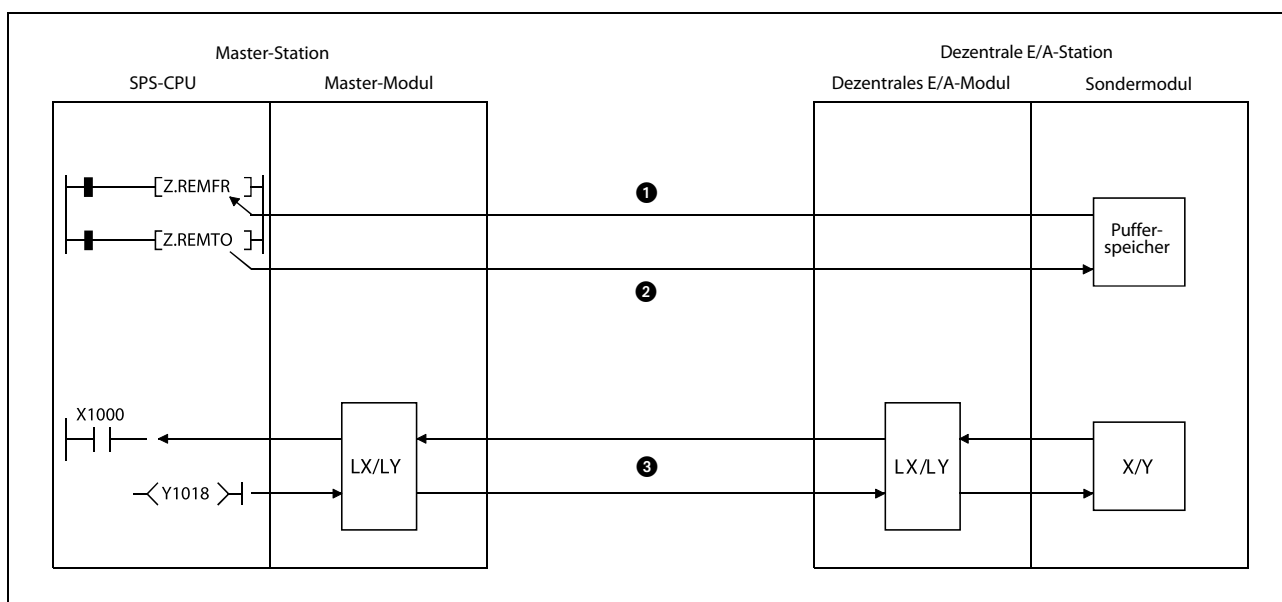 Master-Station
Dezentrale E/A-Station
SPS-CPU
Master-Modul
Dezentrales E/A-Modul
Sondermodul
Z.REMFR
1
Z.REMTO
Puffer-
speicher
2
X1000
LX/LY
3
LX/LY
X/Y
Y1018